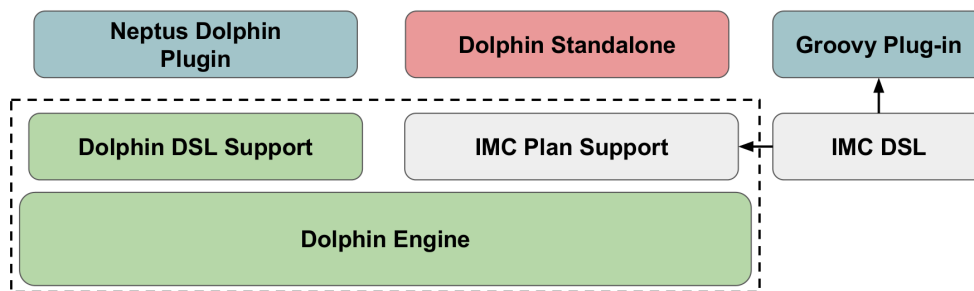 Neptus Dolphin
Plugin
Dolphin Standalone
Groovy Plug-in
Dolphin DSL Support
IMC Plan Support
IMC DSL
Dolphin Engine